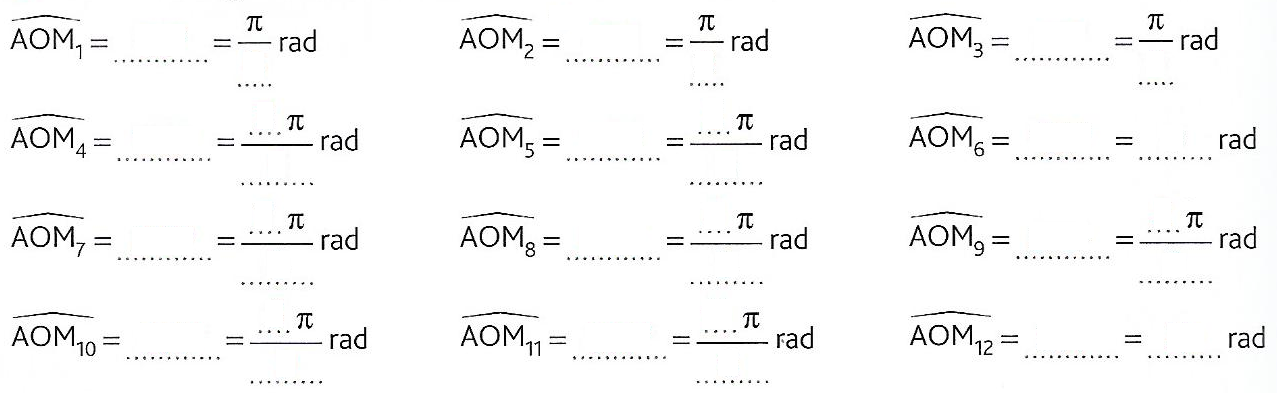 AOM₁ = ............ = π/..... rad AOM₂ = ............ = π/..... rad AOM₃ = ............ = π/..... rad
AOM₄ = ............ = ....π/.......... rad AOM₅ = ............ = ....π/.......... rad AOM₆ = ............ = .......... rad
AOM₇ = ............ = ....π/.......... rad AOM₈ = ............ = ....π/.......... rad AOM₉ = ............ = ....π/.......... rad
AOM₁₀ = ............ = ....π/.......... rad AOM₁₁ = ............ = ....π/.......... rad AOM₁₂ = ............ = .......... rad